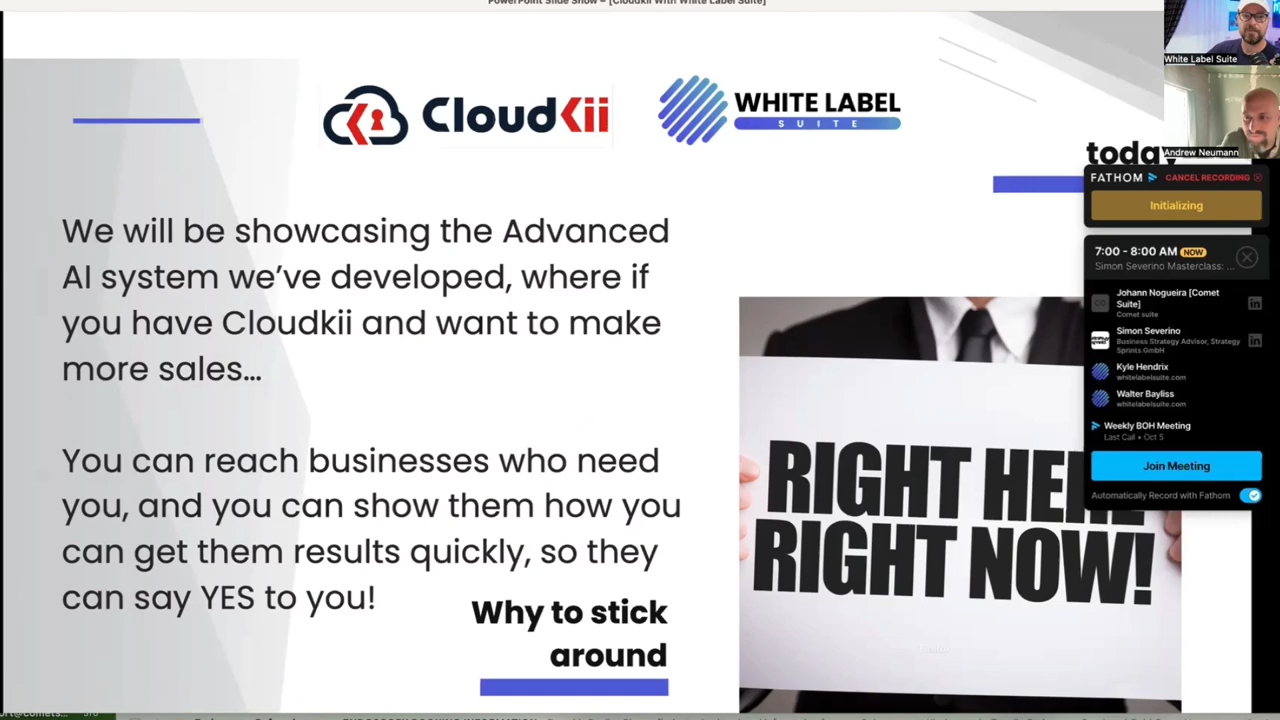 PowerPoint Slide Show – [Cloudkii With White Label Suite]
CloudKii
WHITE LABEL
SUITE
White Label Suite
Andrew Neumann
today
FATHOM
CANCEL RECORDING
Initializing
7:00 - 8:00 AM NOW
Simon Severino Masterclass: ...
Johann Nogueira [Comet
Suite]
Comet suite
Simon Severino
Business Strategy Advisor, Strategy
Sprints GmbH
Kyle Hendrix
whitelabelsuite.com
Walter Bayliss
whitelabelsuite.com
Weekly BOH Meeting
Last Call • Oct 5
Join Meeting
Automatically Record with Fathom
We will be showcasing the Advanced
AI system we’ve developed, where if
you have Cloudkii and want to make
more sales…
You can reach businesses who need
you, and you can show them how you
can get them results quickly, so they
can say YES to you!
Why to stick
around
RIGHT HERE
RIGHT NOW!